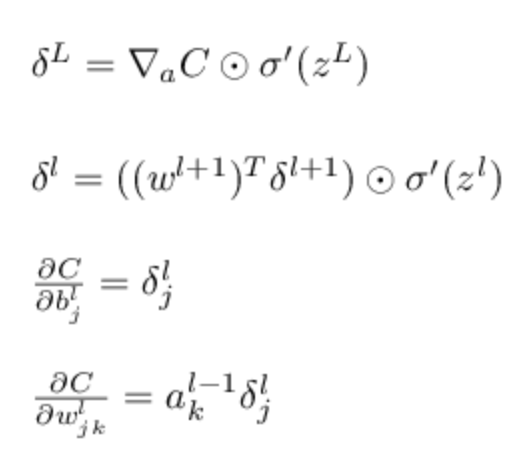 δ^L = ∇_a C ⊙ σ′(z^L)
δ^l = ((w^{l+1})^T δ^{l+1}) ⊙ σ′(z^l)
∂C/∂b^l_j = δ^l_j
∂C/∂w^l_{jk} = a^{l−1}_k δ^l_j